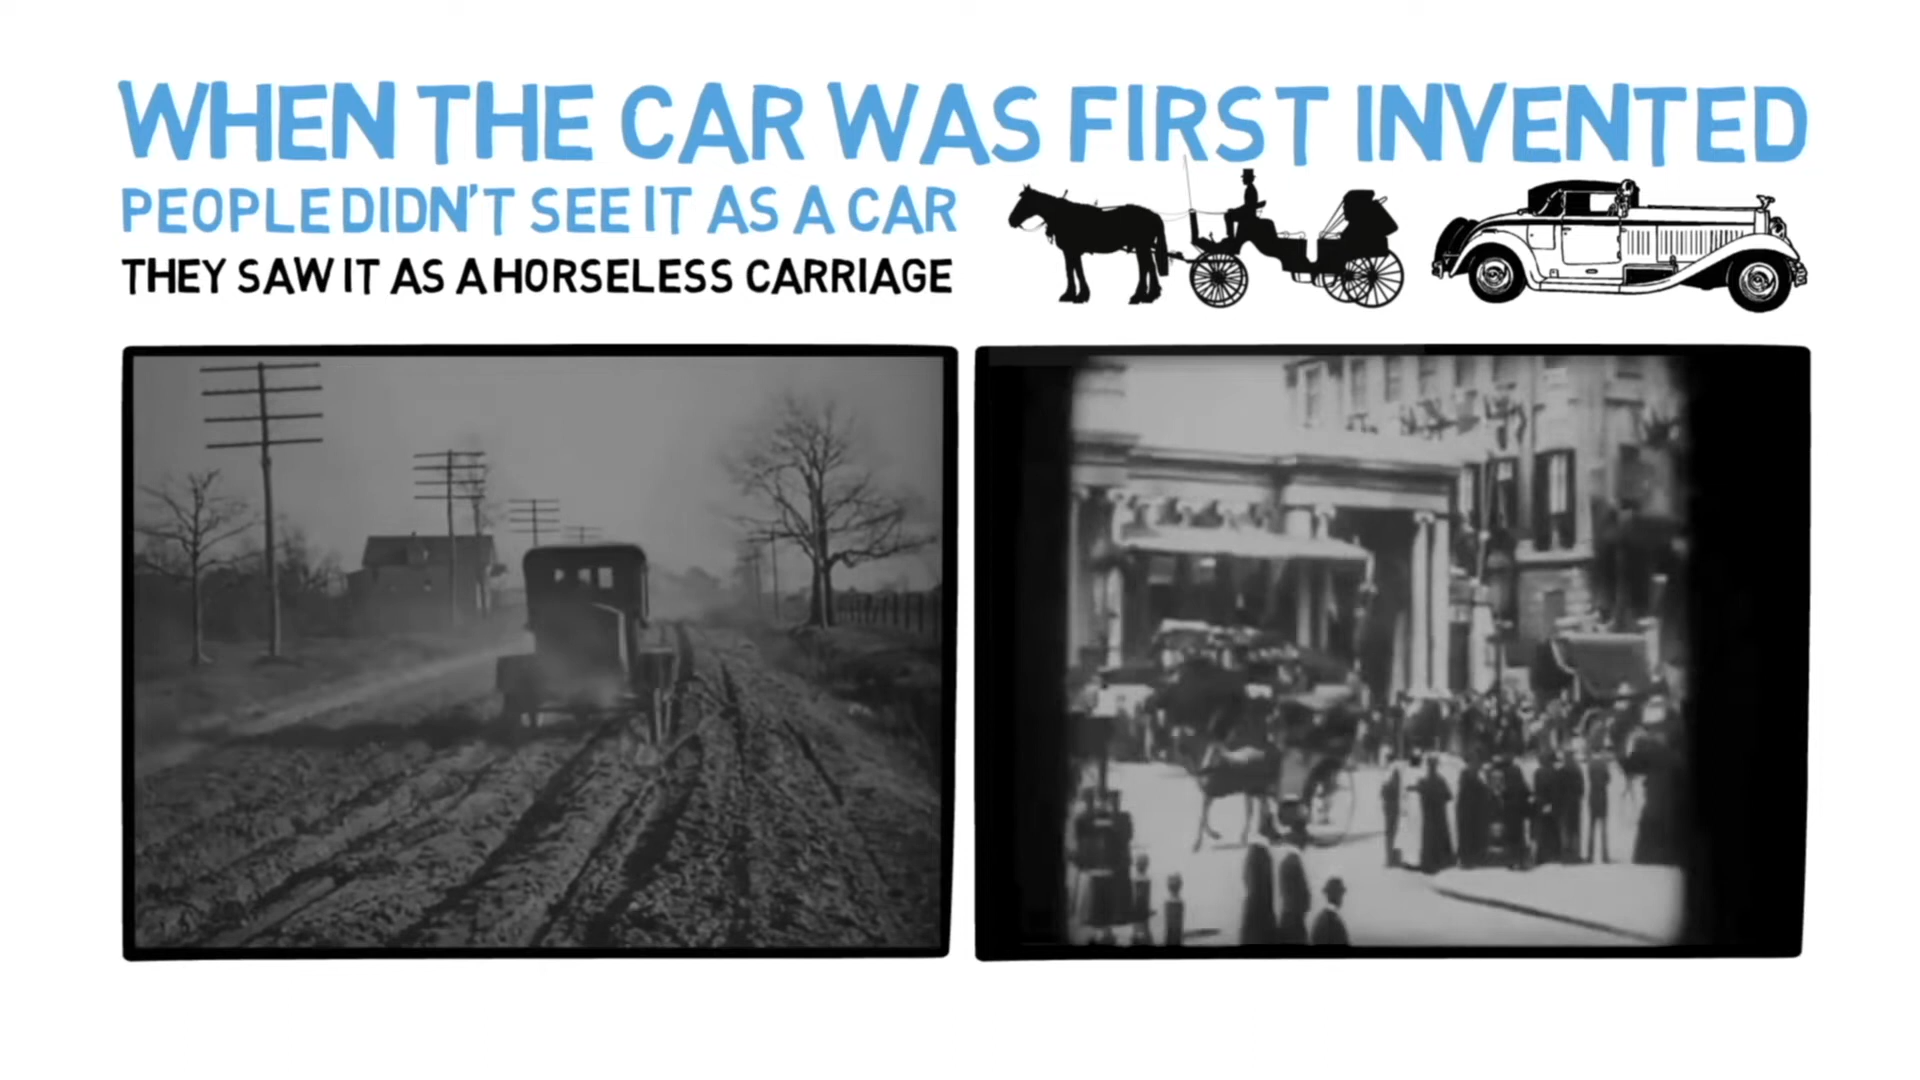 WHEN THE CAR WAS FIRST INVENTED
PEOPLE DIDN'T SEE IT AS A CAR
THEY SAW IT AS A HORSELESS CARRIAGE